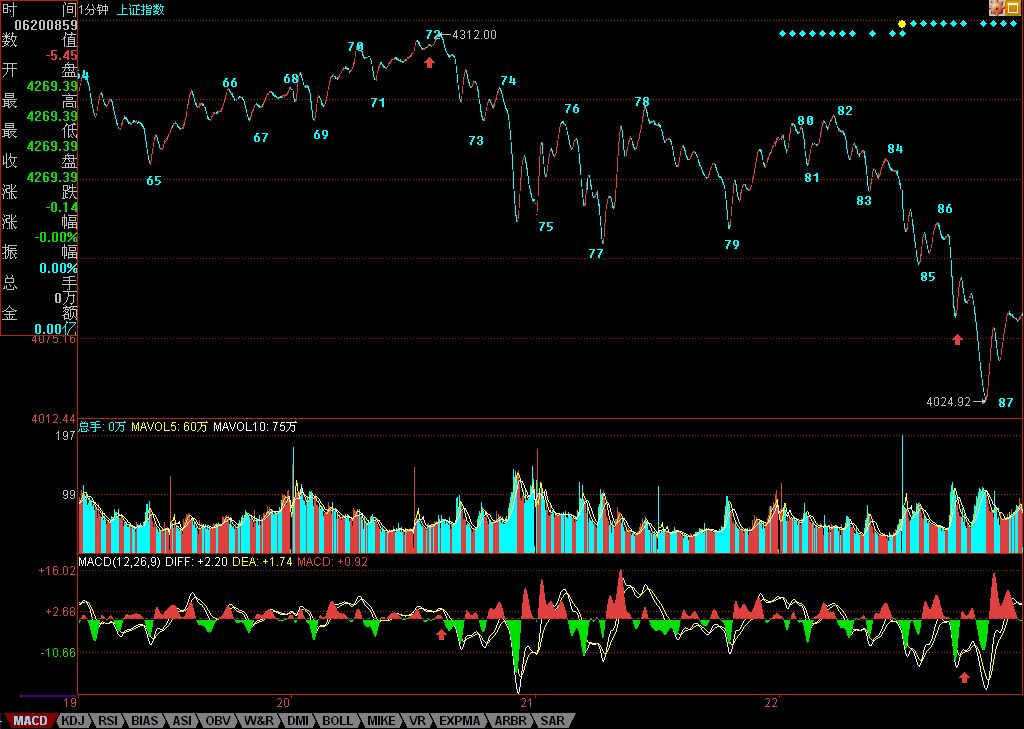 时 间
06200859
数 值
-5.45
开 盘
4269.39
最 高
4269.39
最 低
4269.39
收 盘
4269.39
涨 跌
-0.14
涨 幅
-0.00%
振 幅
0.00%
总 手
0万
金 额
0.00亿
1分钟 上证指数
4
65
66
67
68
69
70
71
72
4312.00
73
74
75
76
77
78
79
80
81
82
83
84
85
86
87
4024.92
4075.16
4012.44
总手: 0万 MAVOL5: 60万 MAVOL10: 75万
197
99
MACD(12,26,9) DIFF: +2.20 DEA: +1.74 MACD: +0.92
+16.02
+2.68
-10.66
19 20 21 22
MACD KDJ RSI BIAS ASI OBV W&R DMI BOLL MIKE VR EXPMA ARBR SAR